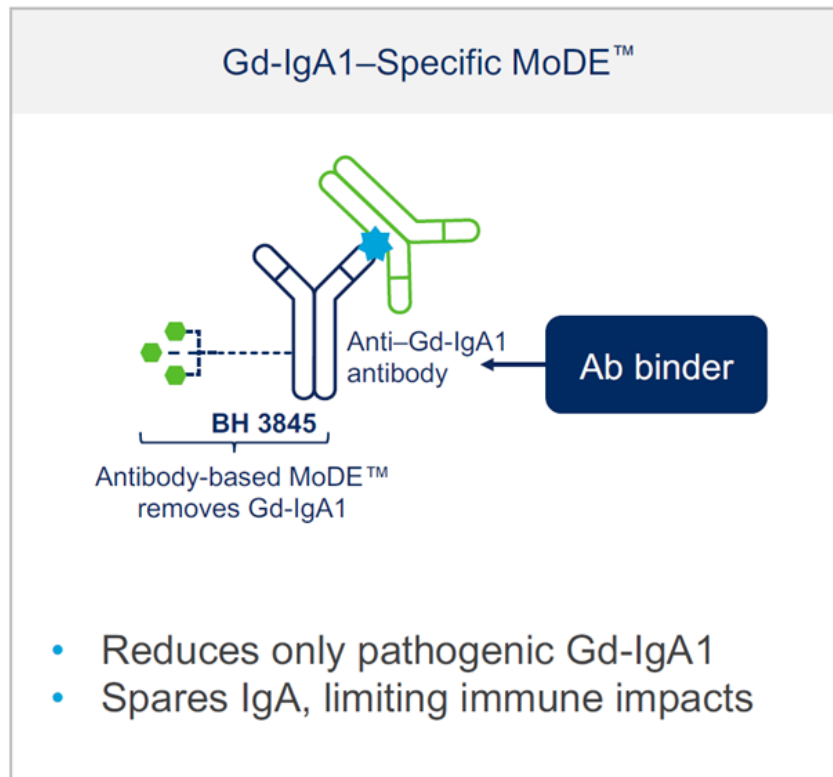 Gd-IgA1–Specific MoDE™
Anti–Gd-IgA1
antibody
Ab binder
BH 3845
Antibody-based MoDE™
removes Gd-IgA1
• Reduces only pathogenic Gd-IgA1
• Spares IgA, limiting immune impacts